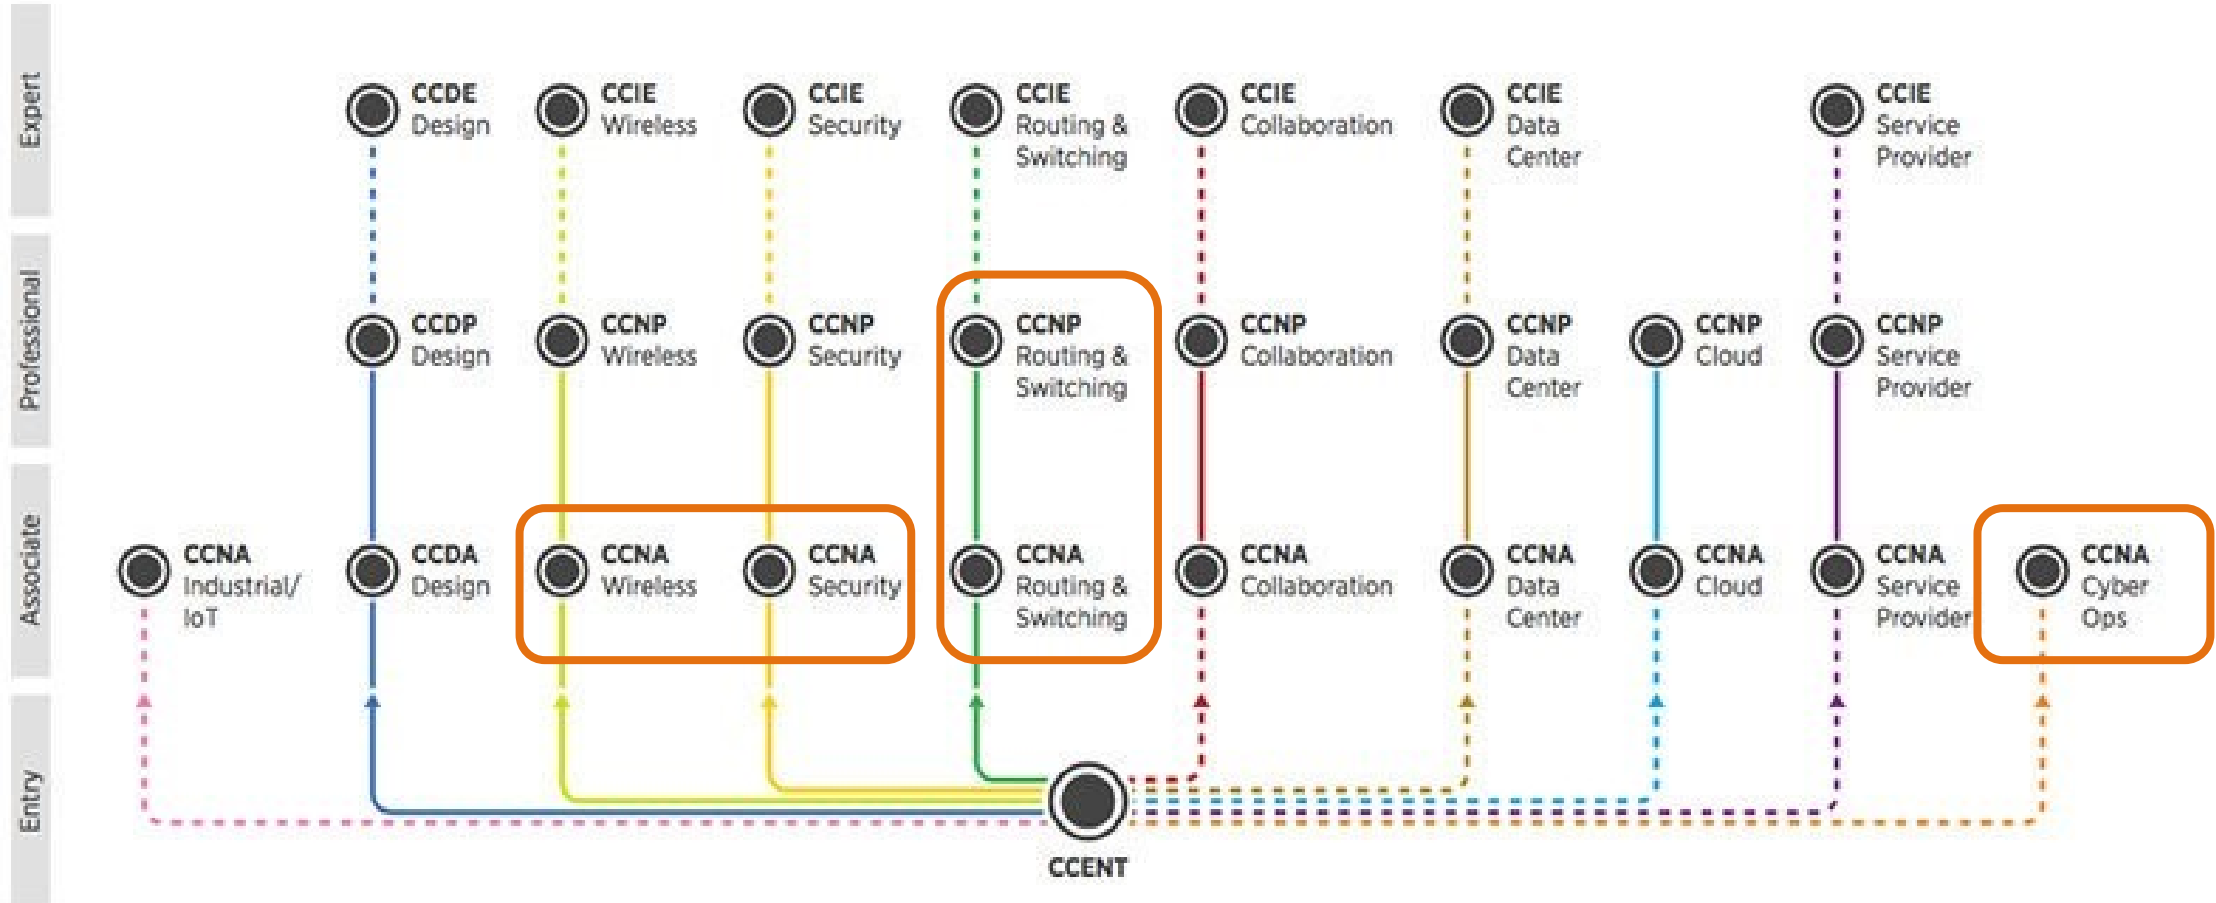 Expert
CCDE
Design
CCIE
Wireless
CCIE
Security
CCIE
Routing &
Switching
CCIE
Collaboration
CCIE
Data
Center
CCIE
Service
Provider
Professional
CCDP
Design
CCNP
Wireless
CCNP
Security
CCNP
Routing &
Switching
CCNP
Collaboration
CCNP
Data
Center
CCNP
Cloud
CCNP
Service
Provider
Associate
CCNA
Industrial/
IoT
CCDA
Design
CCNA
Wireless
CCNA
Security
CCNA
Routing &
Switching
CCNA
Collaboration
CCNA
Data
Center
CCNA
Cloud
CCNA
Service
Provider
CCNA
Cyber
Ops
Entry
CCENT